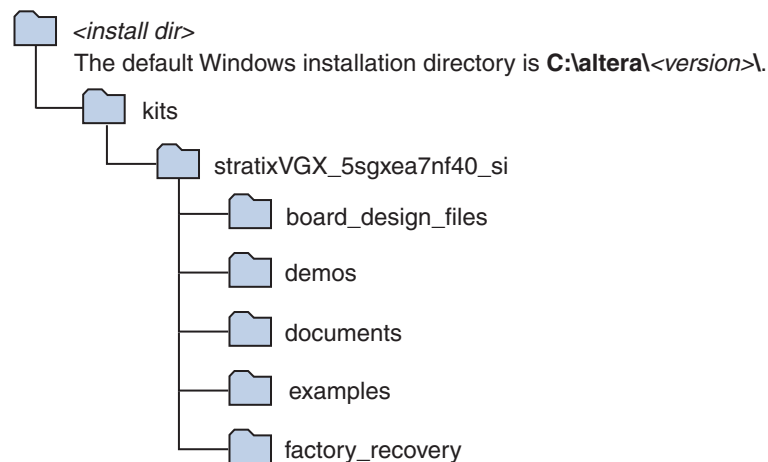 <install dir>
The default Windows installation directory is C:\altera\<version>\.
kits
stratixVGX_5sgxea7nf40_si
board_design_files
demos
documents
examples
factory_recovery